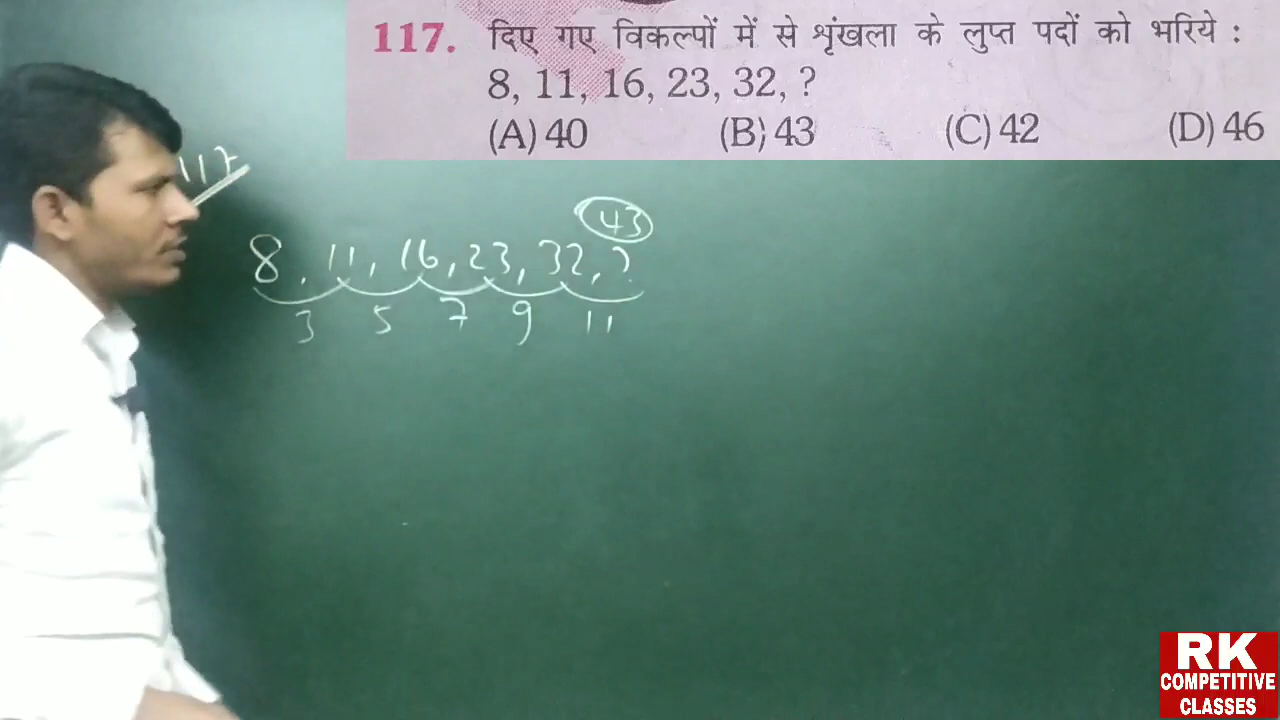 117. दिए गए विकल्पों में से शृंखला के लुप्त पदों को भरिये :
8, 11, 16, 23, 32, ?
(A) 40 (B) 43 (C) 42 (D) 46
117
43
8, 11, 16, 23, 32, ?
3 5 7 9 11
RK
COMPETITIVE
CLASSES